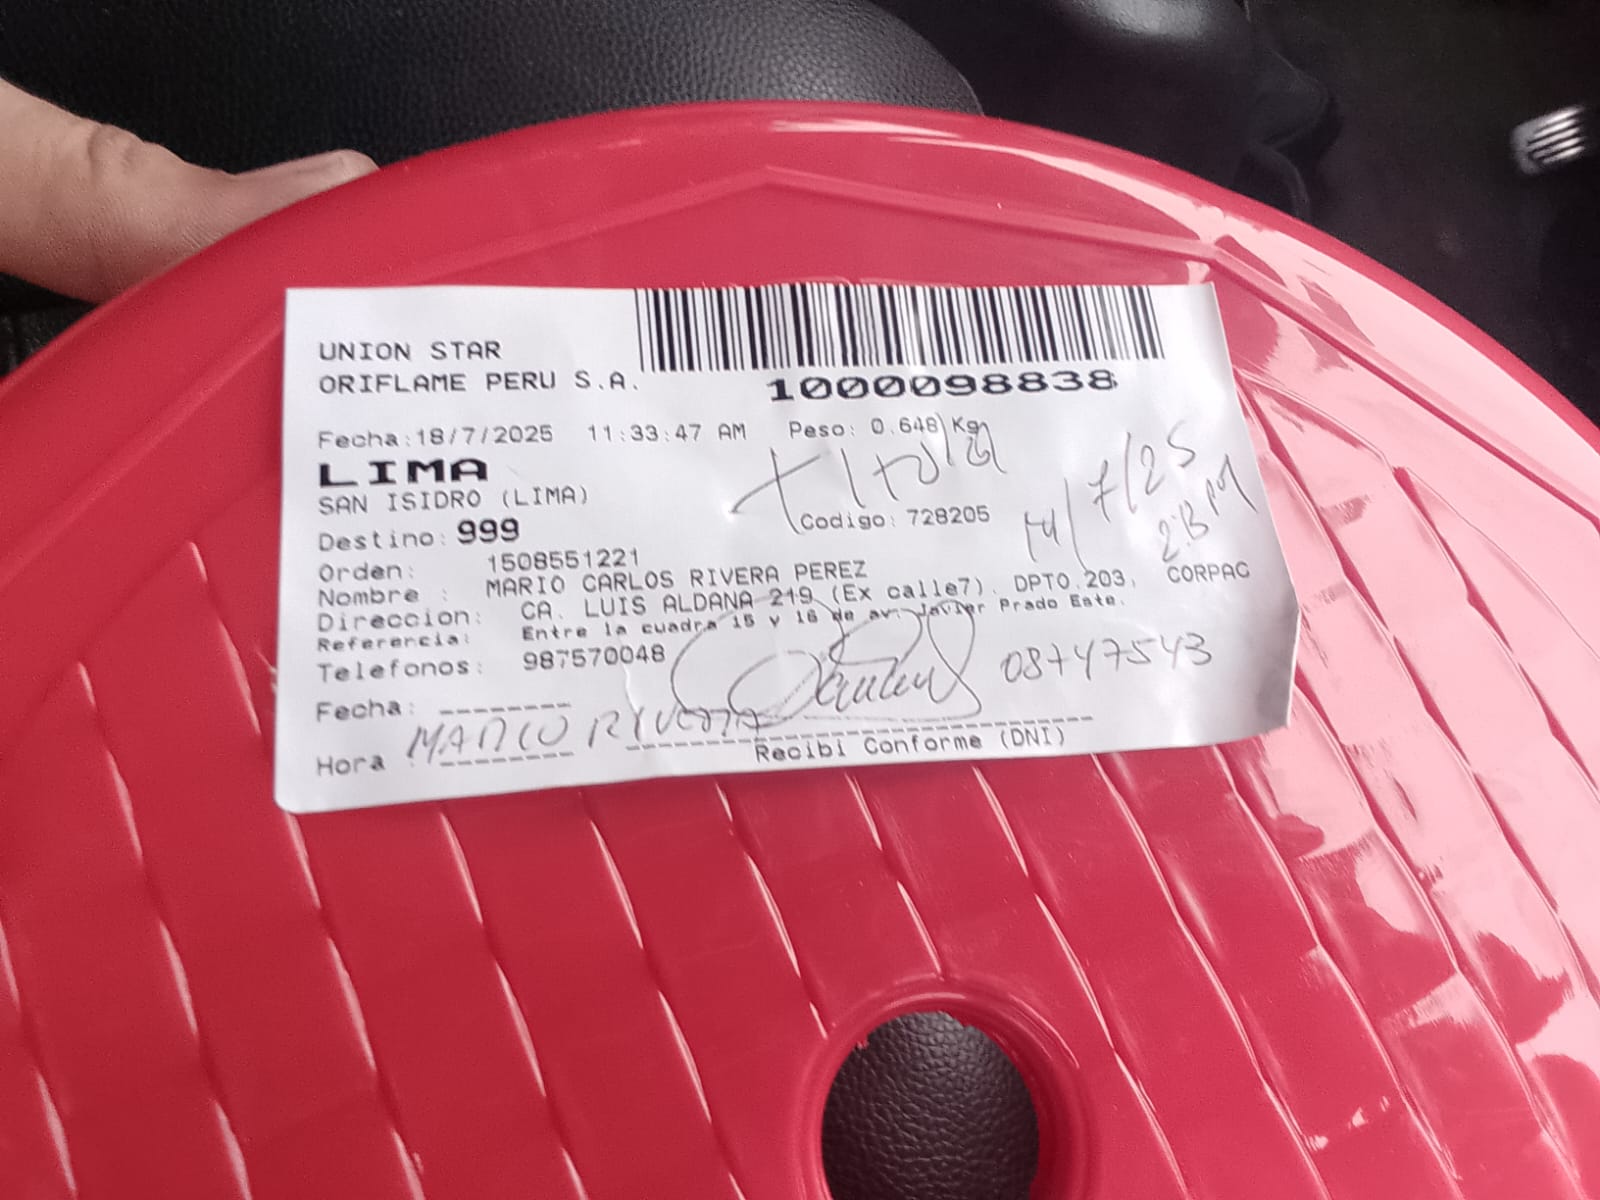 UNION STAR
ORIFLAME PERU S.A.
1000098838
Fecha:18/7/2025 11:33:47 AM Peso: 0.648 Kg
LIMA
SAN ISIDRO (LIMA)
Titular
Codigo: 728205
7/25
Destino: 999
Orden: 1508551221
Nombre : MARIO CARLOS RIVERA PEREZ
Direccion: CA. LUIS ALDANA 219 (Ex calle7). DPTO.203, CORPAC
Referencia: Entre la cuadra 15 y 16 de av. Javier Prado Este.
Telefonos: 987570048
08747543
Fecha: --------
MARIO RIVERA
Hora : --------
Recibi Conforme (DNI)